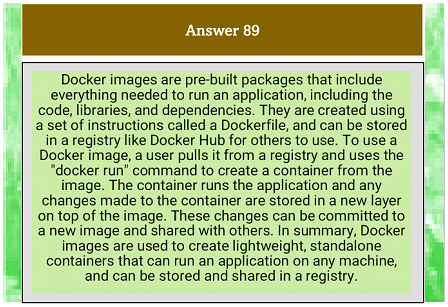 Answer 89
Docker images are pre-built packages that include
everything needed to run an application, including the
code, libraries, and dependencies. They are created using
a set of instructions called a Dockerfile, and can be stored
in a registry like Docker Hub for others to use. To use a
Docker image, a user pulls it from a registry and uses the
"docker run" command to create a container from the
image. The container runs the application and any
changes made to the container are stored in a new layer
on top of the image. These changes can be committed to
a new image and shared with others. In summary, Docker
images are used to create lightweight, standalone
containers that can run an application on any machine,
and can be stored and shared in a registry.